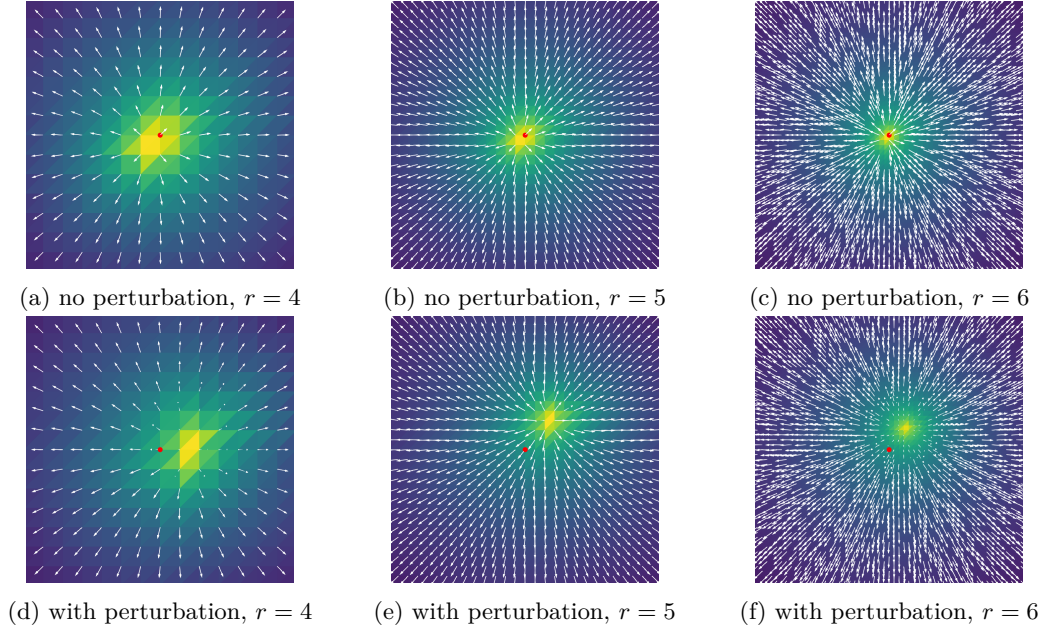 (a) no perturbation, r = 4
(b) no perturbation, r = 5
(c) no perturbation, r = 6
(d) with perturbation, r = 4
(e) with perturbation, r = 5
(f) with perturbation, r = 6